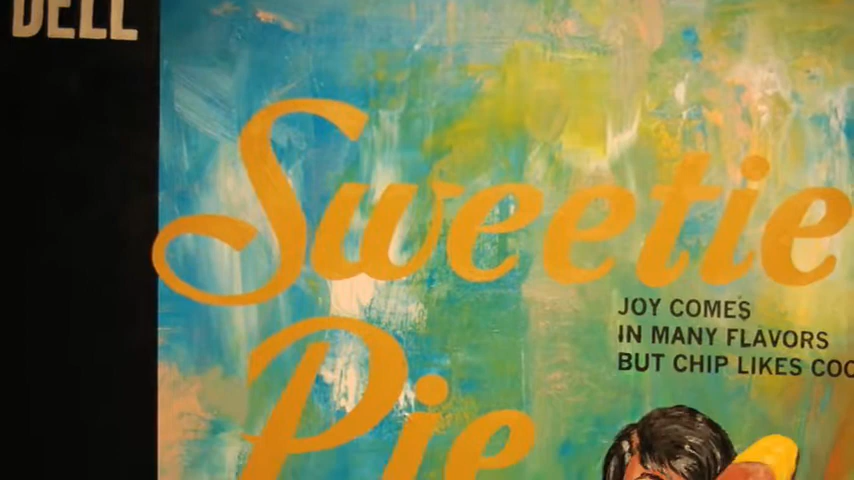 DELL
Sweetie
Pie
JOY COMES
IN MANY FLAVORS
BUT CHIP LIKES COO